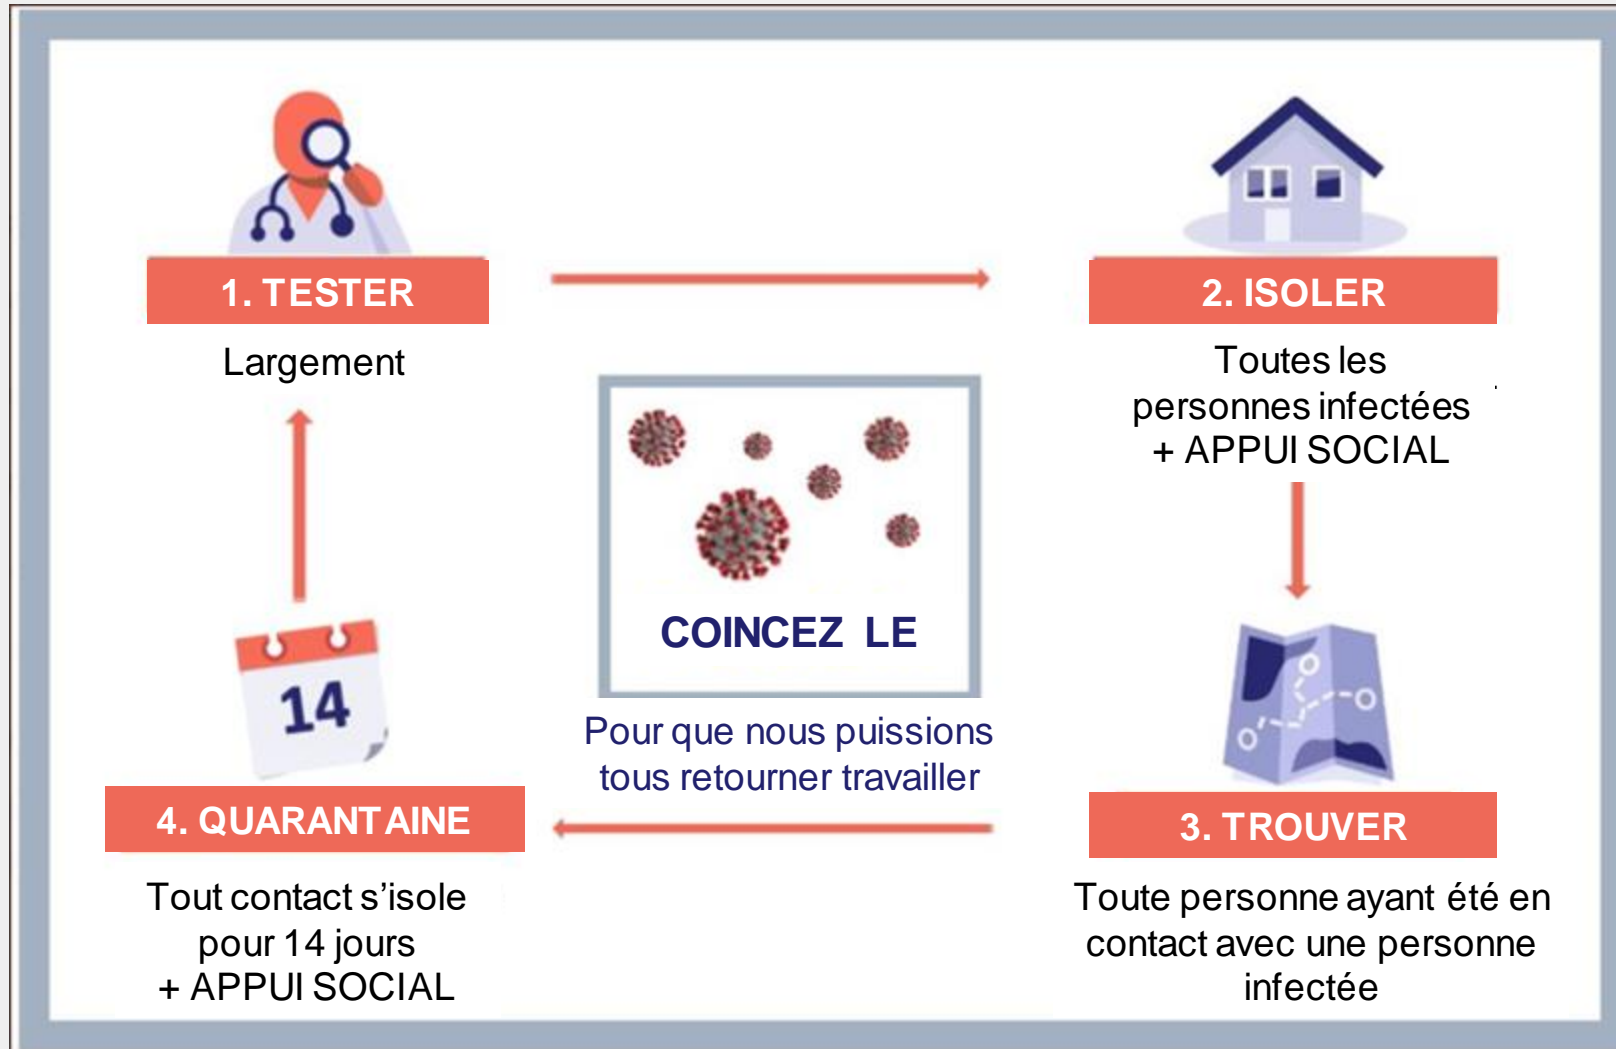 1. TESTER
Largement
2. ISOLER
Toutes les
personnes infectées
+ APPUI SOCIAL
COINCEZ LE
Pour que nous puissions
tous retourner travailler
3. TROUVER
Toute personne ayant été en
contact avec une personne
infectée
14
4. QUARANTAINE
Tout contact s’isole
pour 14 jours
+ APPUI SOCIAL